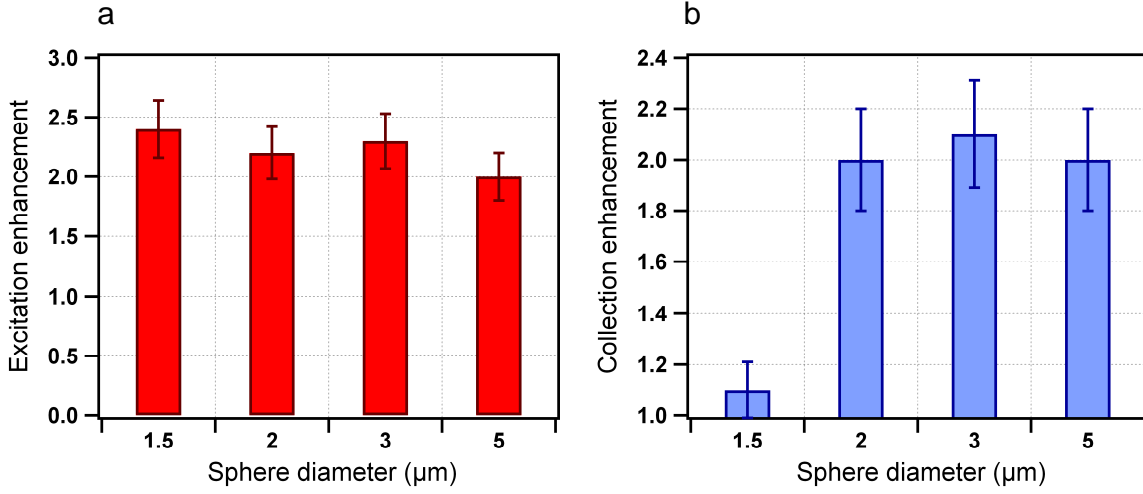 a
Excitation enhancement
3.0
2.5
2.0
1.5
1.0
0.5
0.0
1.5 2 3 5
Sphere diameter (µm)
b
Collection enhancement
2.4
2.2
2.0
1.8
1.6
1.4
1.2
1.0
1.5 2 3 5
Sphere diameter (µm)